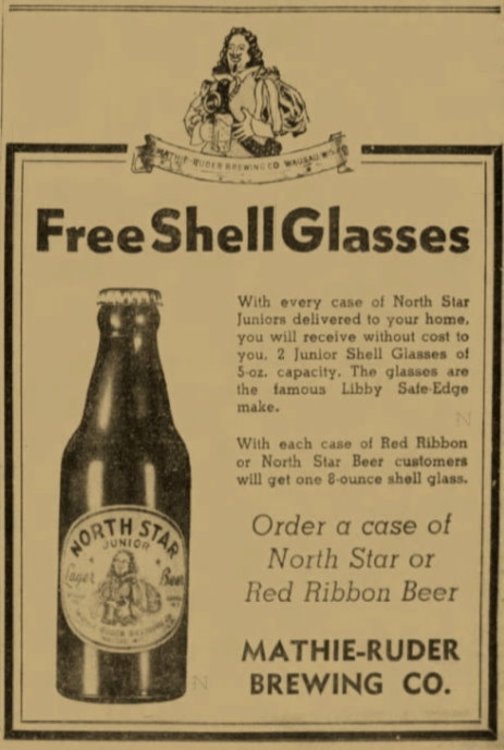 MATHIE-RUDER BREWING CO. WAUSAU, WIS.
Free Shell Glasses
With every case of North Star
Juniors delivered to your home,
you will receive without cost to
you, 2 Junior Shell Glasses of
5-oz. capacity. The glasses are
the famous Libby Safe-Edge
make.
With each case of Red Ribbon
or North Star Beer customers
will get one 8-ounce shell glass.
Order a case of
North Star or
Red Ribbon Beer
MATHIE-RUDER
BREWING CO.
NORTH STAR
JUNIOR
Lager Beer
MATHIE-RUDER BREWING CO.
N
N